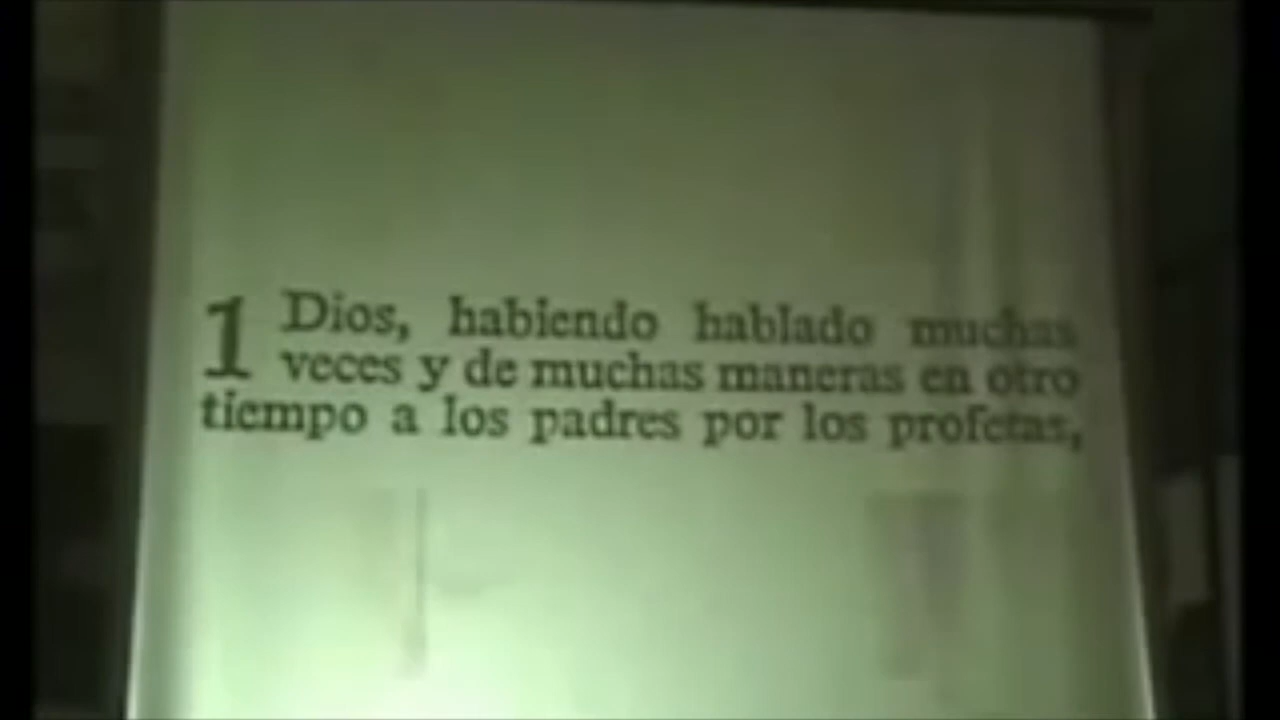 1 Dios, habiendo hablado muchas
veces y de muchas maneras en otro
tiempo a los padres por los profetas,